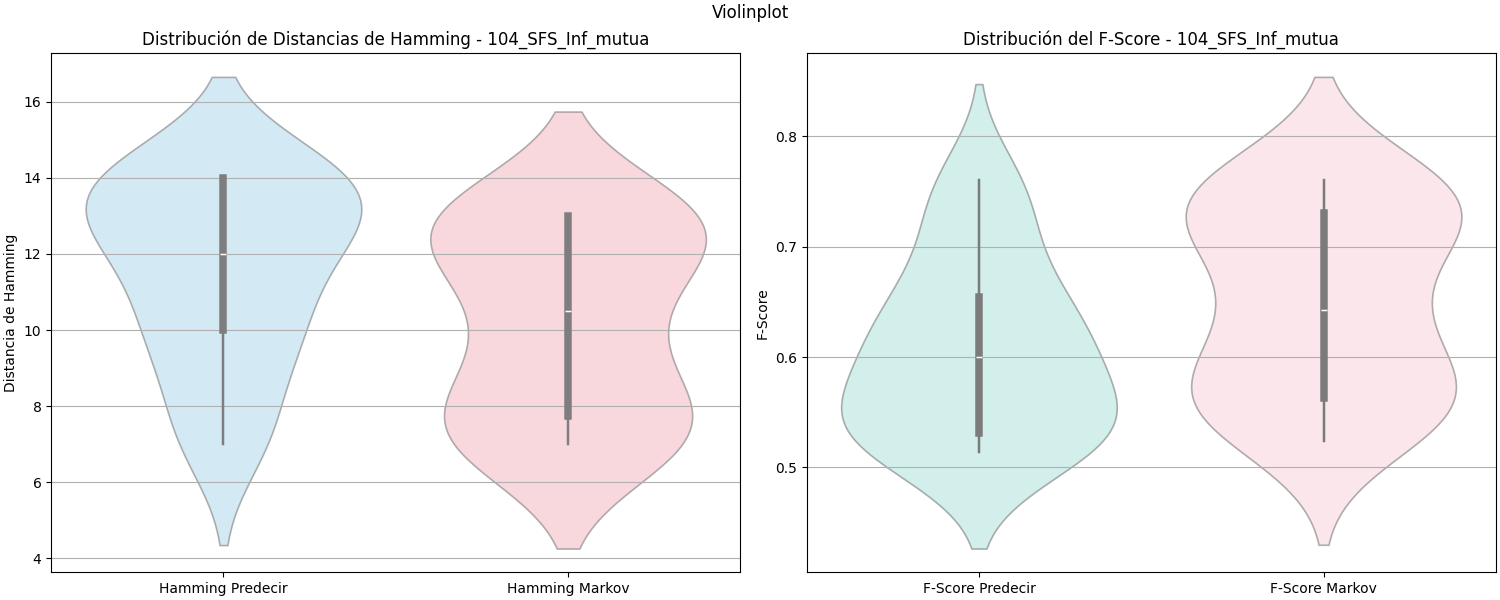 Violinplot
Distribución de Distancias de Hamming - 104_SFS_Inf_mutua
Distancia de Hamming
16
14
12
10
8
6
4
Hamming Predecir
Hamming Markov
Distribución del F-Score - 104_SFS_Inf_mutua
F-Score
0.8
0.7
0.6
0.5
F-Score Predecir
F-Score Markov